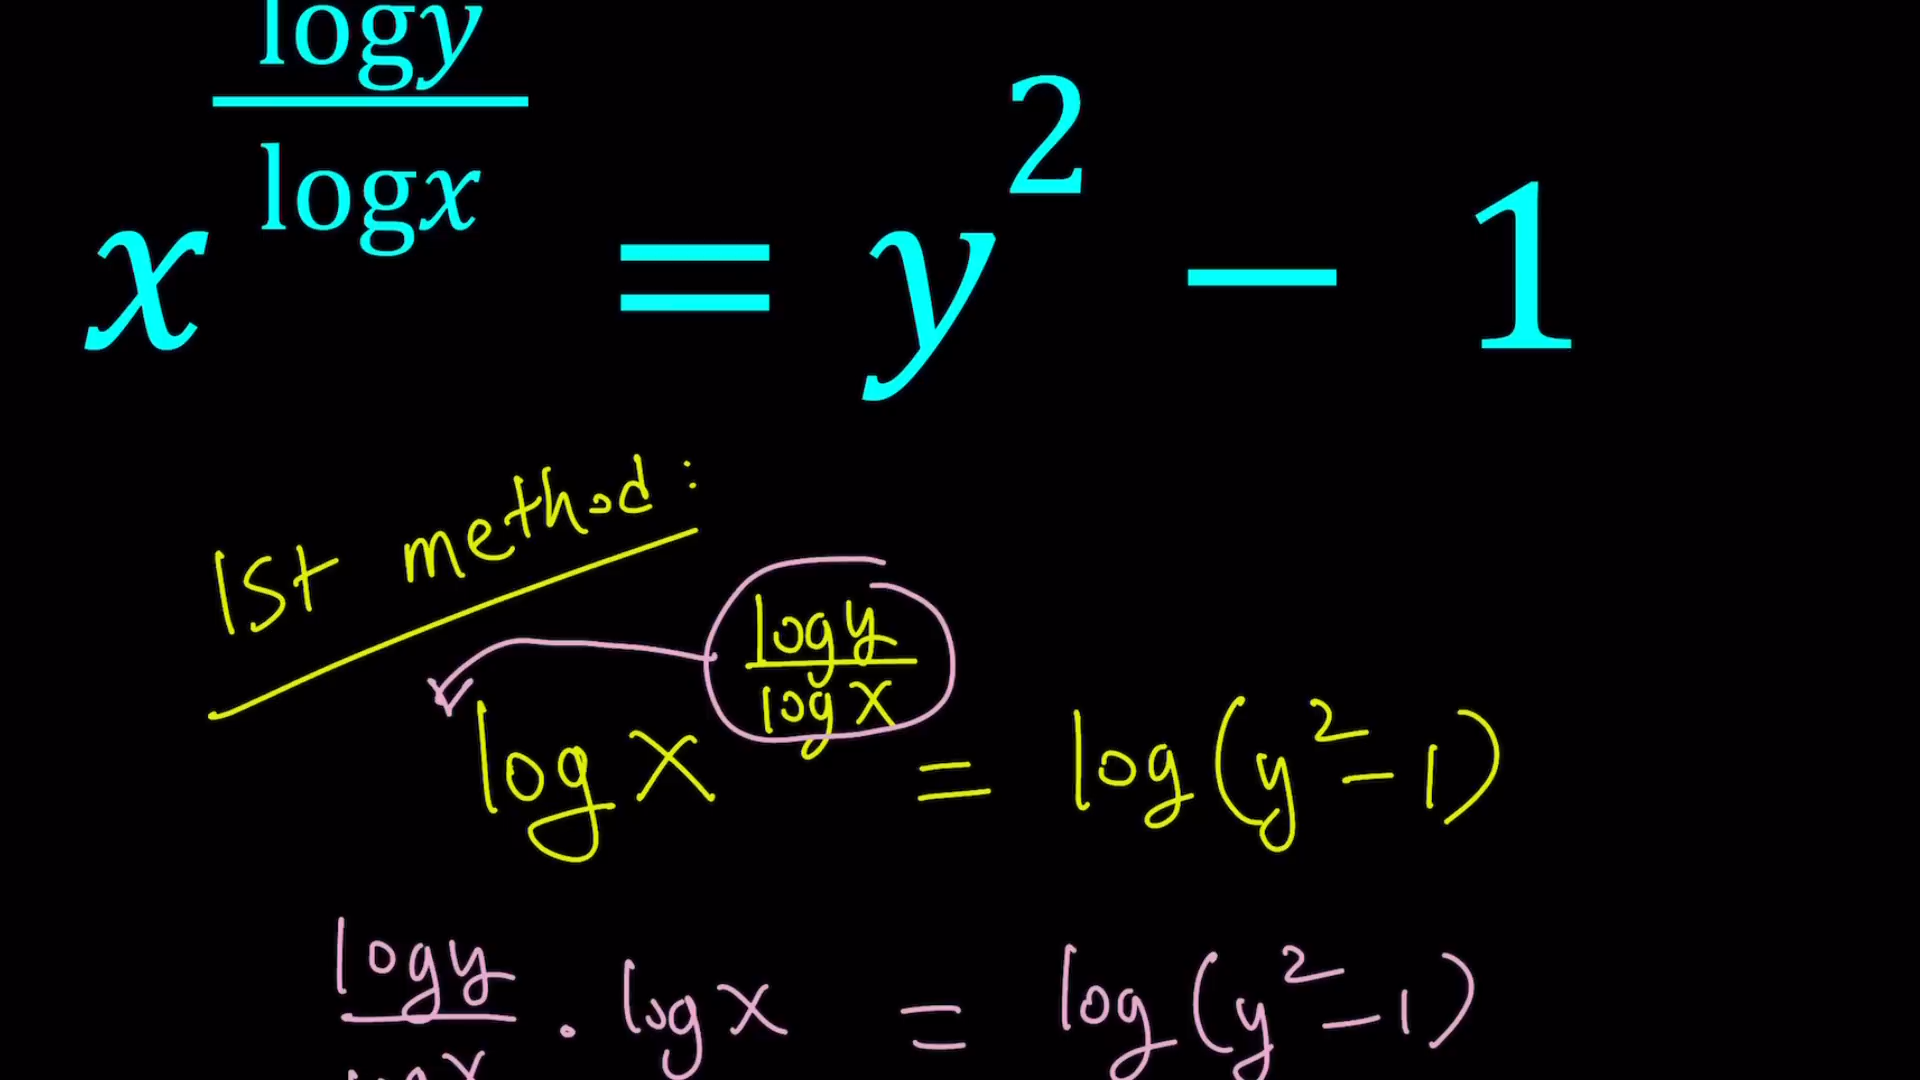 x^(logy/logx) = y² − 1
1st method:
log x^(logy/logx) = log(y²−1)
logy/logx · logx = log(y²−1)